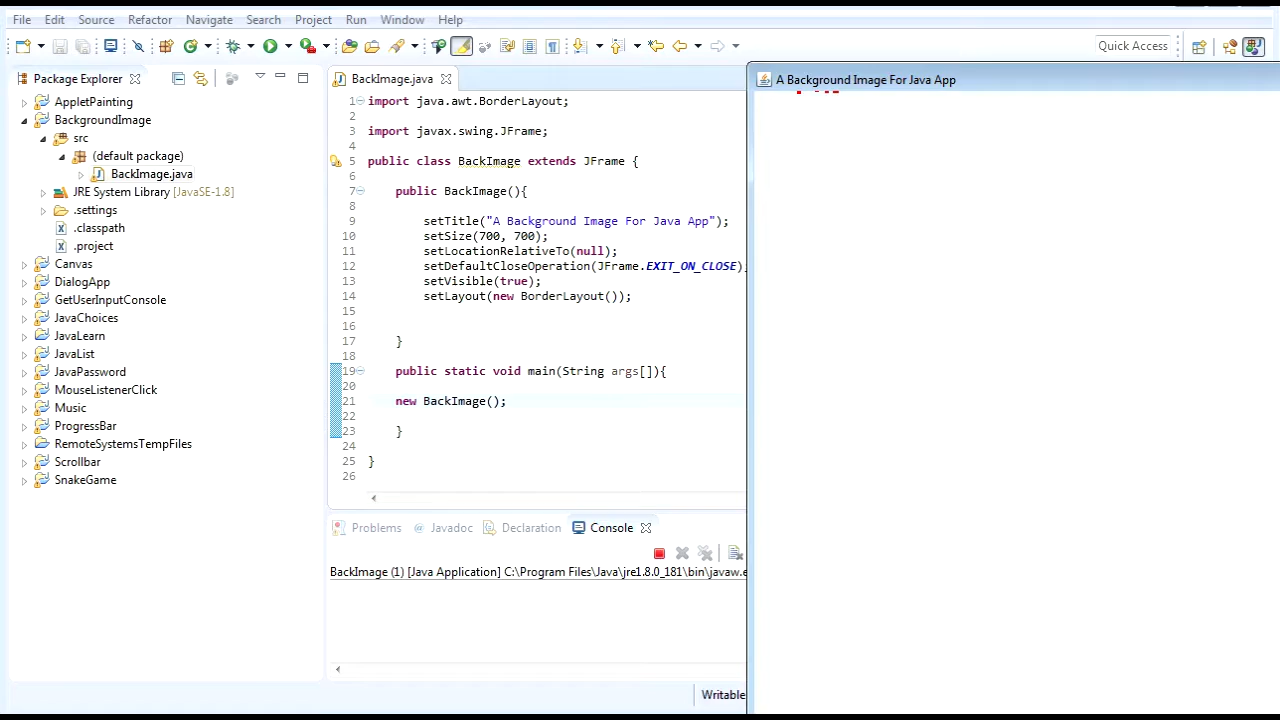 File Edit Source Refactor Navigate Search Project Run Window Help
Quick Access
Package Explorer
AppletPainting
BackgroundImage
src
(default package)
BackImage.java
JRE System Library [JavaSE-1.8]
.settings
.classpath
.project
Canvas
DialogApp
GetUserInputConsole
JavaChoices
JavaLearn
JavaList
JavaPassword
MouseListenerClick
Music
ProgressBar
RemoteSystemsTempFiles
Scrollbar
SnakeGame
BackImage.java
1 import java.awt.BorderLayout;
2
3 import javax.swing.JFrame;
4
5 public class BackImage extends JFrame {
6
7 public BackImage(){
8
9 setTitle("A Background Image For Java App");
10 setSize(700, 700);
11 setLocationRelativeTo(null);
12 setDefaultCloseOperation(JFrame.EXIT_ON_CLOSE);
13 setVisible(true);
14 setLayout(new BorderLayout());
15
16
17 }
18
19 public static void main(String args[]){
20
21 new BackImage();
22
23 }
24
25 }
26
Problems @ Javadoc Declaration Console
BackImage (1) [Java Application] C:\Program Files\Java\jre1.8.0_181\bin\javaw.e
Writable
A Background Image For Java App